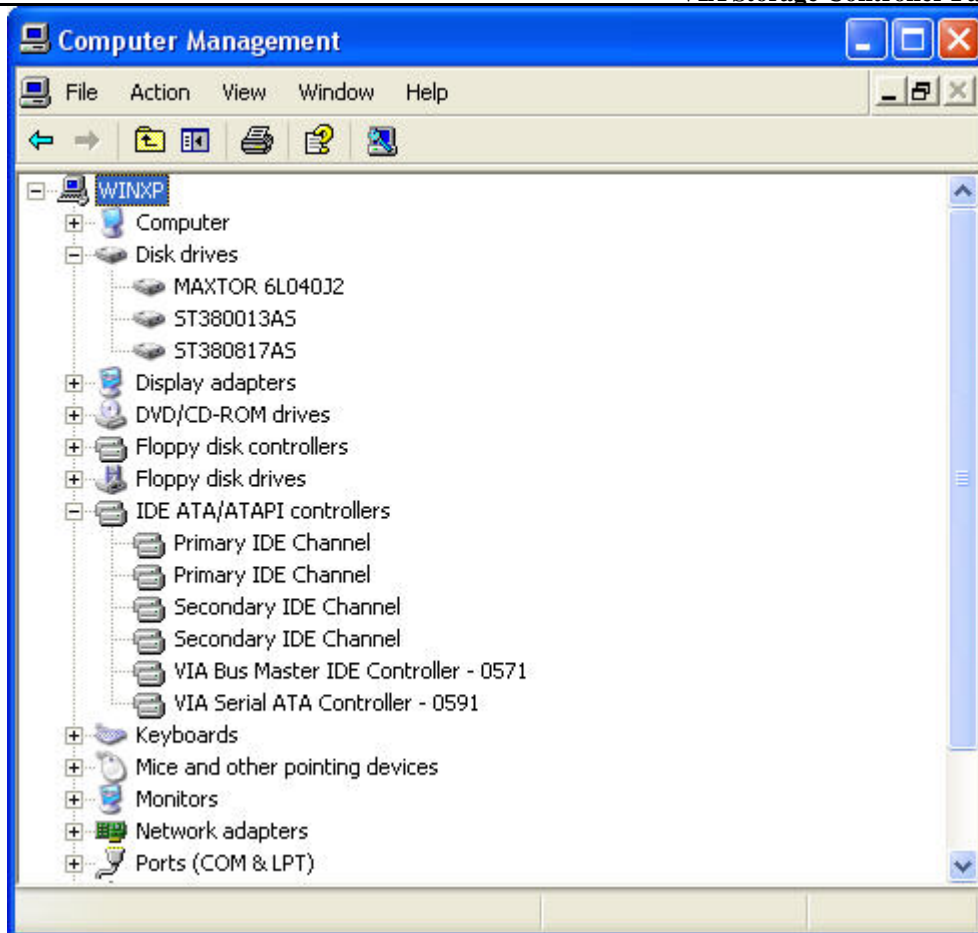 VIA Storage Controller
Computer Management
File Action View Window Help
WINXP
Computer
Disk drives
MAXTOR 6L040J2
ST380013AS
ST380817AS
Display adapters
DVD/CD-ROM drives
Floppy disk controllers
Floppy disk drives
IDE ATA/ATAPI controllers
Primary IDE Channel
Primary IDE Channel
Secondary IDE Channel
Secondary IDE Channel
VIA Bus Master IDE Controller - 0571
VIA Serial ATA Controller - 0591
Keyboards
Mice and other pointing devices
Monitors
Network adapters
Ports (COM & LPT)